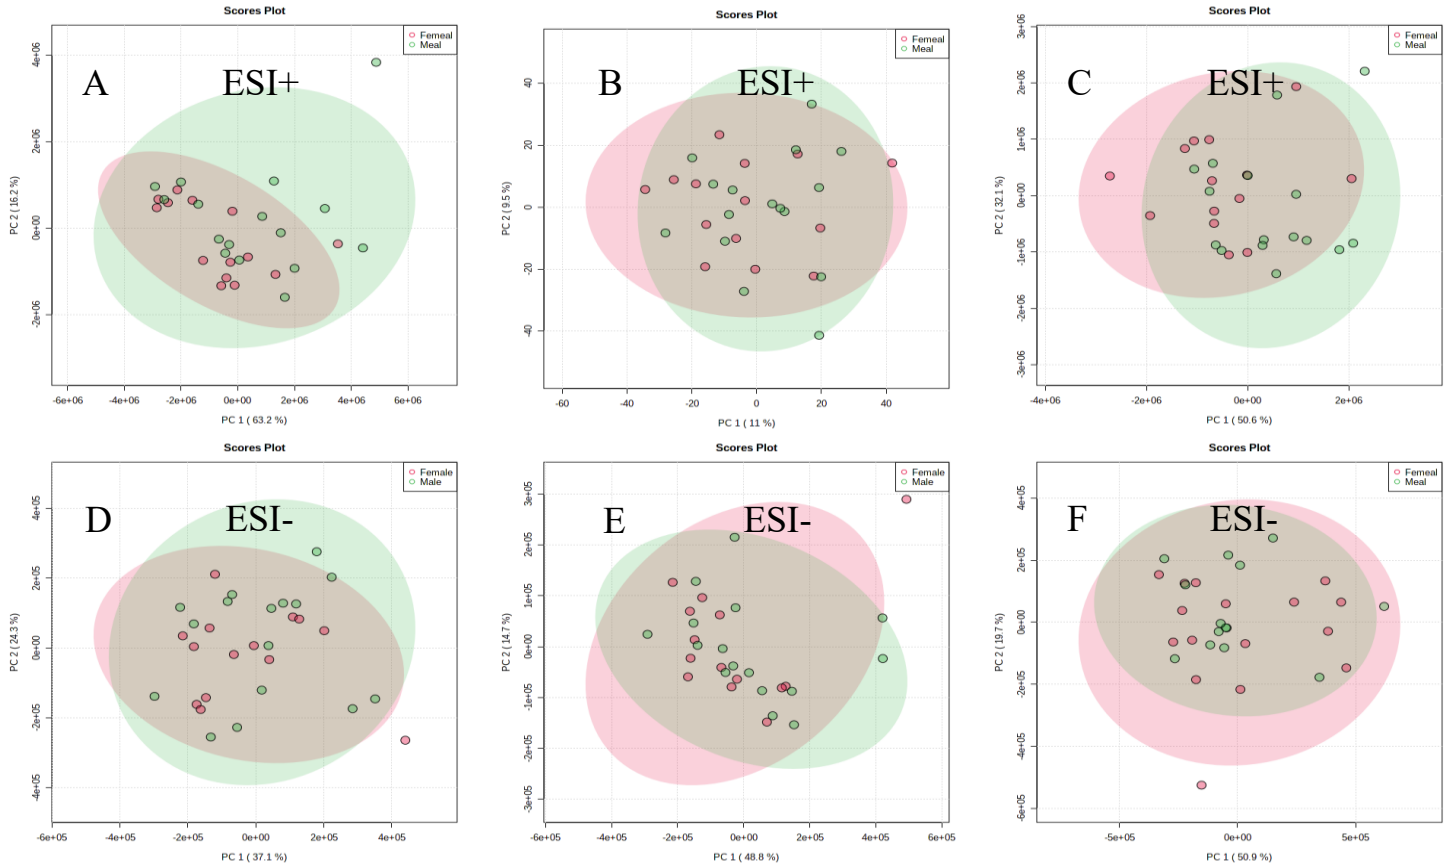 Scores Plot
Femeal
Meal
A
ESI+
PC 2 ( 16.2 %)
4e+06
2e+06
0e+00
-2e+06
-6e+06 -4e+06 -2e+06 0e+00 2e+06 4e+06 6e+06
PC 1 ( 63.2 %)
Scores Plot
Femeal
Meal
B
ESI+
PC 2 ( 9.5 %)
40
20
0
-20
40
-60 -40 -20 0 20 40
PC 1 ( 11 %)
Scores Plot
Femeal
Meal
C
ESI+
PC 2 ( 32.1 %)
3e+06
2e+06
1e+06
0e+00
-1e+06
-2e+06
-3e+06
-4e+06 -2e+06 0e+00 2e+06
PC 1 ( 50.6 %)
Scores Plot
Female
Male
D
ESI-
PC 2 ( 24.3 %)
4e+05
2e+05
0e+00
-2e+05
-4e+05
-6e+05 -4e+05 -2e+05 0e+00 2e+05 4e+05
PC 1 ( 37.1 %)
Scores Plot
Female
Male
E
ESI-
PC 2 ( 14.7 %)
3e+05
2e+05
1e+05
0e+00
-1e+05
-2e+05
-3e+05
-6e+05 -4e+05 -2e+05 0e+00 2e+05 4e+05 6e+05
PC 1 ( 48.8 %)
Scores Plot
Femeal
Meal
F
ESI-
PC 2 ( 19.7 %)
4e+05
2e+05
0e+00
-2e+05
-4e+05
-6e+05
-5e+05 0e+00 5e+05
PC 1 ( 50.9 %)